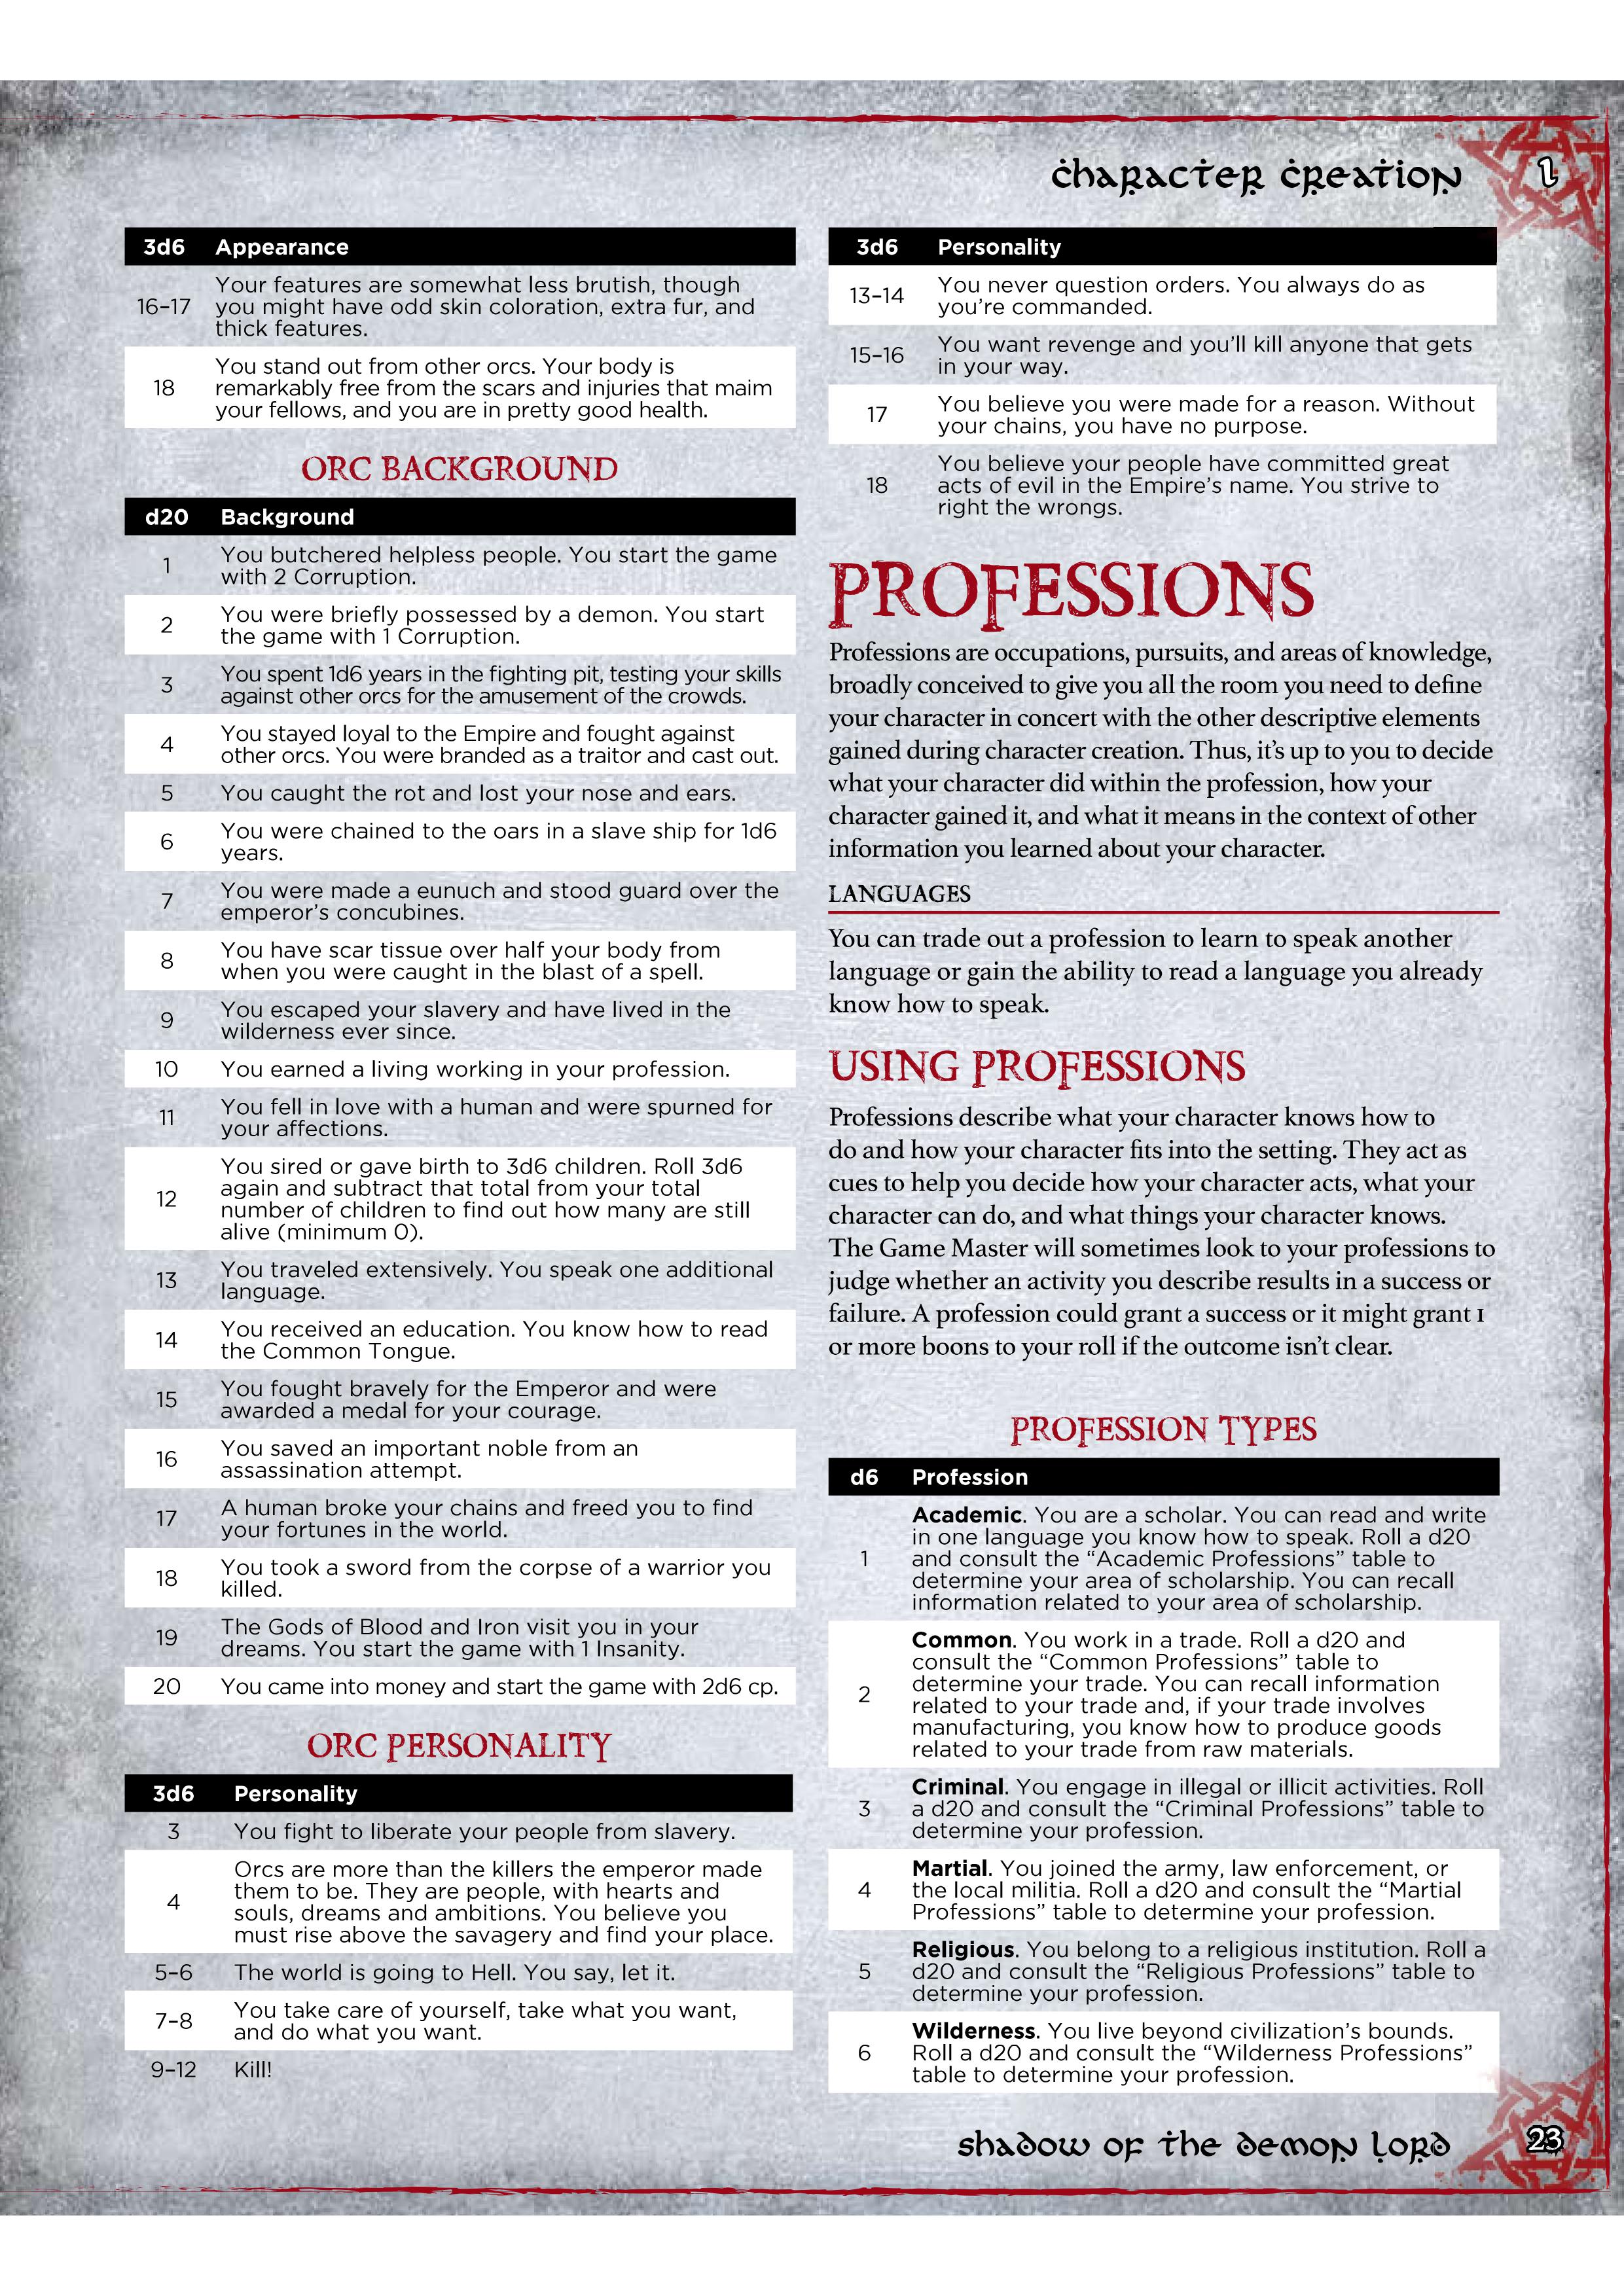 character creation
1
3d6 Appearance
16–17 Your features are somewhat less brutish, though
you might have odd skin coloration, extra fur, and
thick features.
18 You stand out from other orcs. Your body is
remarkably free from the scars and injuries that maim
your fellows, and you are in pretty good health.
ORC BACKGROUND
d20 Background
1 You butchered helpless people. You start the game
with 2 Corruption.
2 You were briefly possessed by a demon. You start
the game with 1 Corruption.
3 You spent 1d6 years in the fighting pit, testing your skills
against other orcs for the amusement of the crowds.
4 You stayed loyal to the Empire and fought against
other orcs. You were branded as a traitor and cast out.
5 You caught the rot and lost your nose and ears.
6 You were chained to the oars in a slave ship for 1d6
years.
7 You were made a eunuch and stood guard over the
emperor’s concubines.
8 You have scar tissue over half your body from
when you were caught in the blast of a spell.
9 You escaped your slavery and have lived in the
wilderness ever since.
10 You earned a living working in your profession.
11 You fell in love with a human and were spurned for
your affections.
12 You sired or gave birth to 3d6 children. Roll 3d6
again and subtract that total from your total
number of children to find out how many are still
alive (minimum 0).
13 You traveled extensively. You speak one additional
language.
14 You received an education. You know how to read
the Common Tongue.
15 You fought bravely for the Emperor and were
awarded a medal for your courage.
16 You saved an important noble from an
assassination attempt.
17 A human broke your chains and freed you to find
your fortunes in the world.
18 You took a sword from the corpse of a warrior you
killed.
19 The Gods of Blood and Iron visit you in your
dreams. You start the game with 1 Insanity.
20 You came into money and start the game with 2d6 cp.
ORC PERSONALITY
3d6 Personality
3 You fight to liberate your people from slavery.
4 Orcs are more than the killers the emperor made
them to be. They are people, with hearts and
souls, dreams and ambitions. You believe you
must rise above the savagery and find your place.
5–6 The world is going to Hell. You say, let it.
7–8 You take care of yourself, take what you want,
and do what you want.
9–12 Kill!
3d6 Personality
13–14 You never question orders. You always do as
you’re commanded.
15–16 You want revenge and you’ll kill anyone that gets
in your way.
17 You believe you were made for a reason. Without
your chains, you have no purpose.
18 You believe your people have committed great
acts of evil in the Empire’s name. You strive to
right the wrongs.
PROFESSIONS
Professions are occupations, pursuits, and areas of knowledge,
broadly conceived to give you all the room you need to define
your character in concert with the other descriptive elements
gained during character creation. Thus, it’s up to you to decide
what your character did within the profession, how your
character gained it, and what it means in the context of other
information you learned about your character.
LANGUAGES
You can trade out a profession to learn to speak another
language or gain the ability to read a language you already
know how to speak.
USING PROFESSIONS
Professions describe what your character knows how to
do and how your character fits into the setting. They act as
cues to help you decide how your character acts, what your
character can do, and what things your character knows.
The Game Master will sometimes look to your professions to
judge whether an activity you describe results in a success or
failure. A profession could grant a success or it might grant 1
or more boons to your roll if the outcome isn’t clear.
PROFESSION TYPES
d6 Profession
1 Academic. You are a scholar. You can read and write
in one language you know how to speak. Roll a d20
and consult the “Academic Professions” table to
determine your area of scholarship. You can recall
information related to your area of scholarship.
2 Common. You work in a trade. Roll a d20 and
consult the “Common Professions” table to
determine your trade. You can recall information
related to your trade and, if your trade involves
manufacturing, you know how to produce goods
related to your trade from raw materials.
3 Criminal. You engage in illegal or illicit activities. Roll
a d20 and consult the “Criminal Professions” table to
determine your profession.
4 Martial. You joined the army, law enforcement, or
the local militia. Roll a d20 and consult the “Martial
Professions” table to determine your profession.
5 Religious. You belong to a religious institution. Roll a
d20 and consult the “Religious Professions” table to
determine your profession.
6 Wilderness. You live beyond civilization’s bounds.
Roll a d20 and consult the “Wilderness Professions”
table to determine your profession.
shadow of the demon lord
23